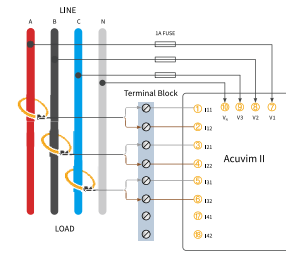 LINE
A B C N
1A FUSE
Terminal Block
1 I11
10 9 8 7
Vn V3 V2 V1
2 I12
3 I21
Acuvim II
4 I22
5 I31
6 I32
I41
I42
LOAD